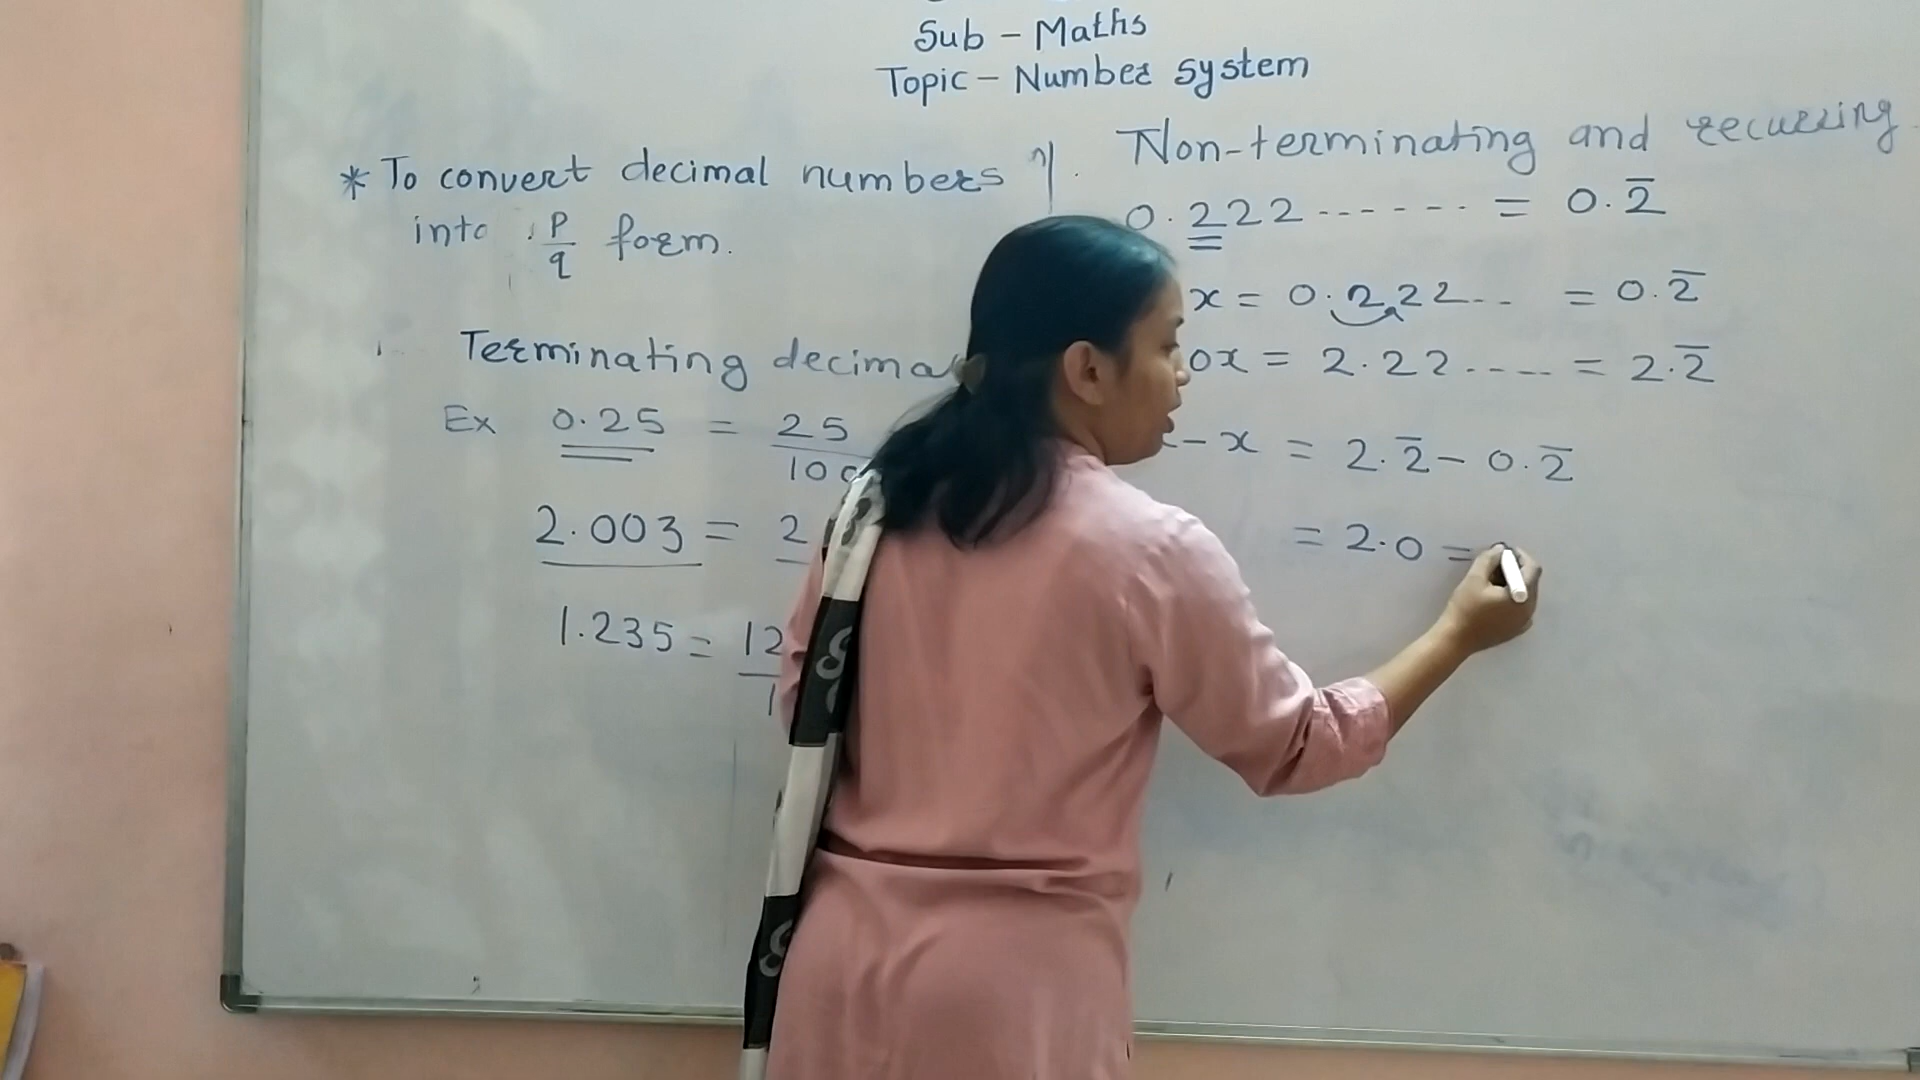 Sub - Maths
Topic - Number system
* To convert decimal numbers
into p/q form.
Terminating decima
Ex 0.25 = 25/100
2.003 = 2
1.235 = 12/1
Non-terminating and recurring
0.222 ------ = 0.2̅
x = 0.222-- = 0.2̅
0x = 2.22---- = 2.2̅
- x = 2.2̅ - 0.2̅
= 2.0 =